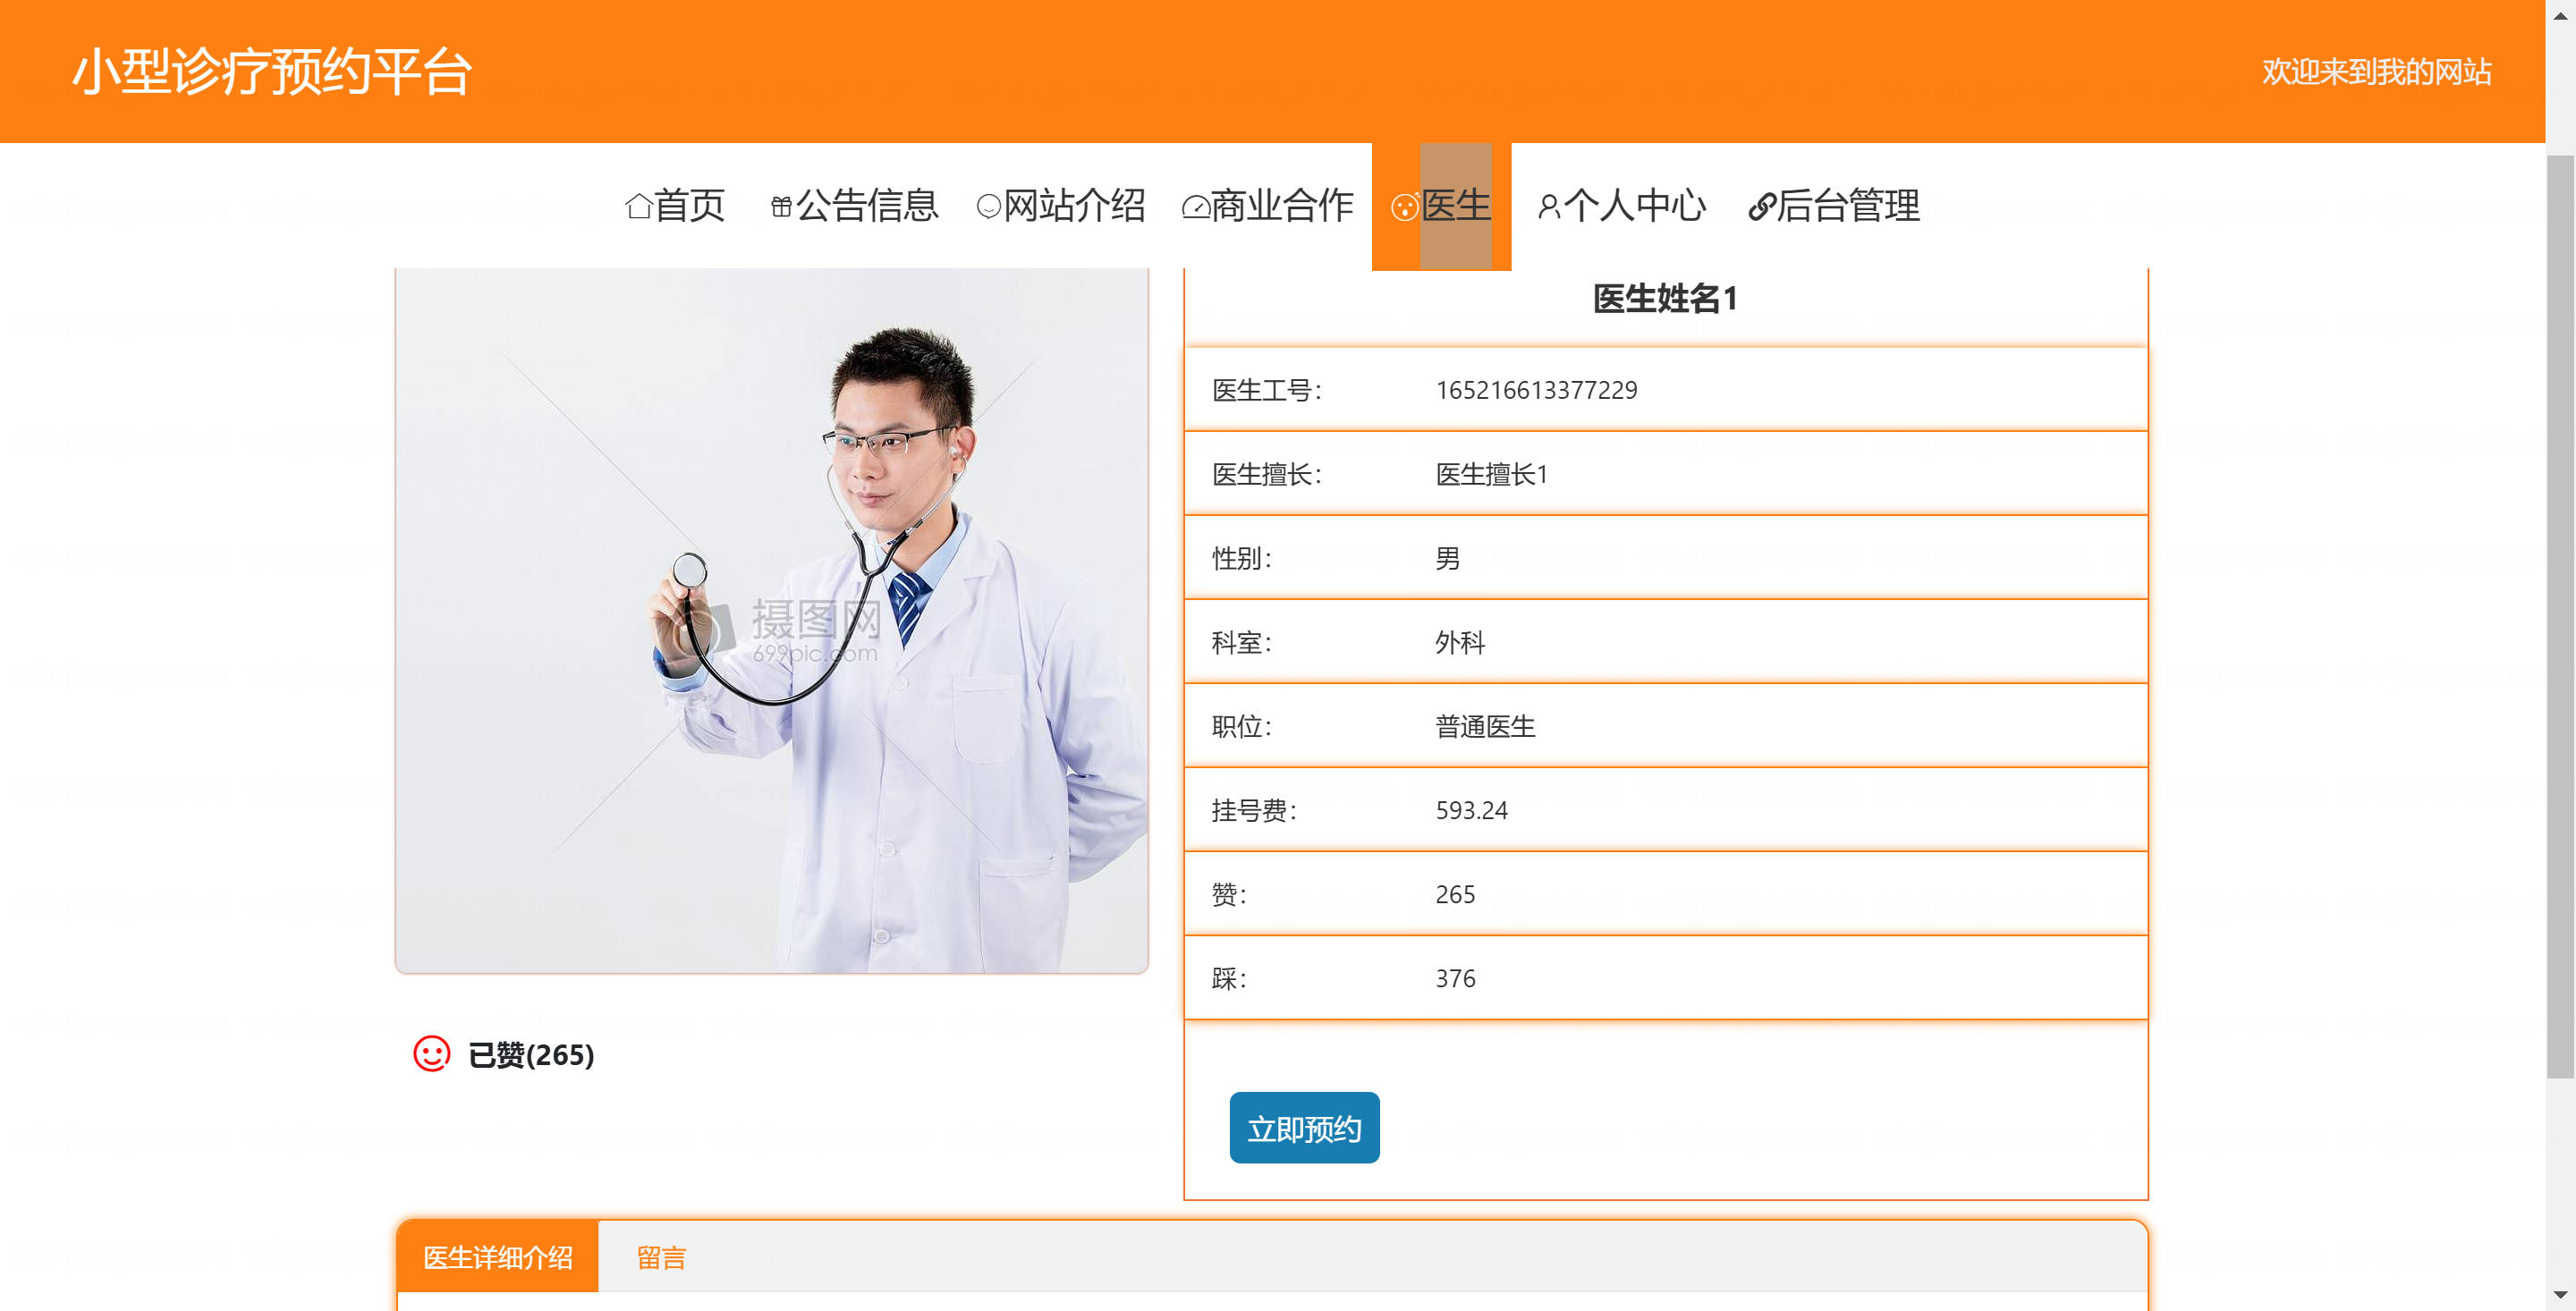 小型诊疗预约平台
欢迎来到我的网站
首页 公告信息 网站介绍 商业合作 医生 个人中心 后台管理
医生姓名1
医生工号： 165216613377229
医生擅长： 医生擅长1
性别： 男
科室： 外科
职位： 普通医生
挂号费： 593.24
赞： 265
踩： 376
摄图网
699pic.com
已赞(265)
立即预约
医生详细介绍 留言